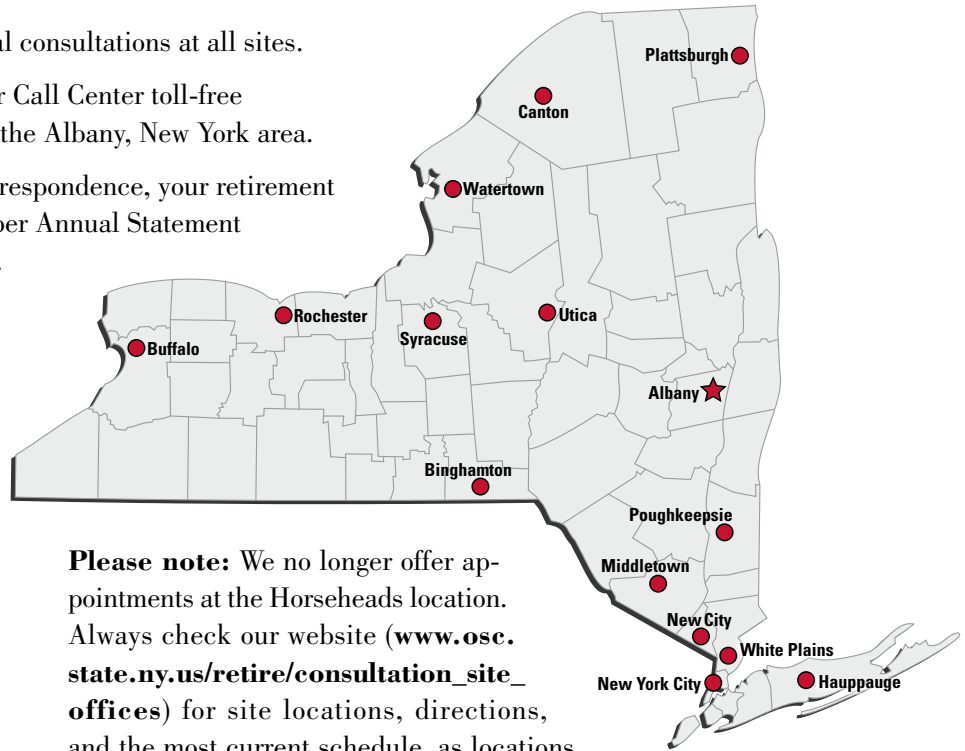 al consultations at all sites.
r Call Center toll-free
the Albany, New York area.
respondence, your retirement
ber Annual Statement
.
Plattsburgh
Canton
Watertown
Rochester
Utica
Syracuse
Buffalo
Albany
Binghamton
Poughkeepsie
Middletown
New City
White Plains
New York City
Hauppauge
Please note: We no longer offer ap-
pointments at the Horseheads location.
Always check our website (www.osc.
state.ny.us/retire/consultation_site_
offices) for site locations, directions,
and the most current schedule, as locations